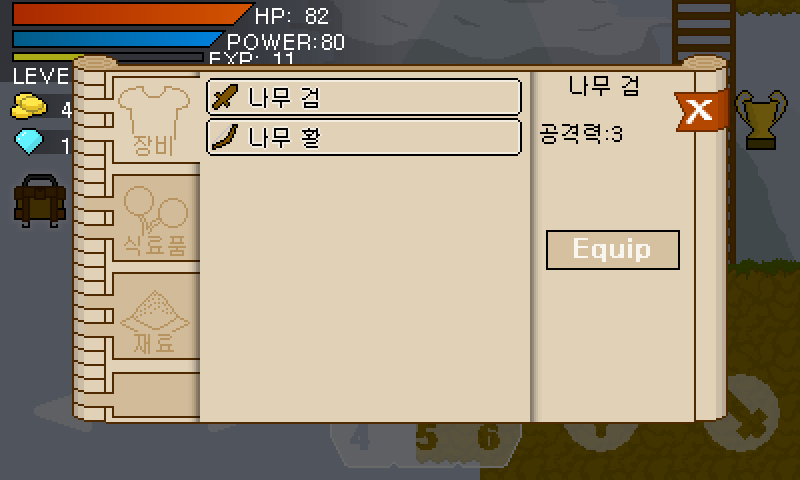 HP: 82
POWER:80
EXP: 11
LEVE
4
1
장비
식료품
재료
나무 검
나무 활
나무 검
공격력:3
X
Equip
4 5 6